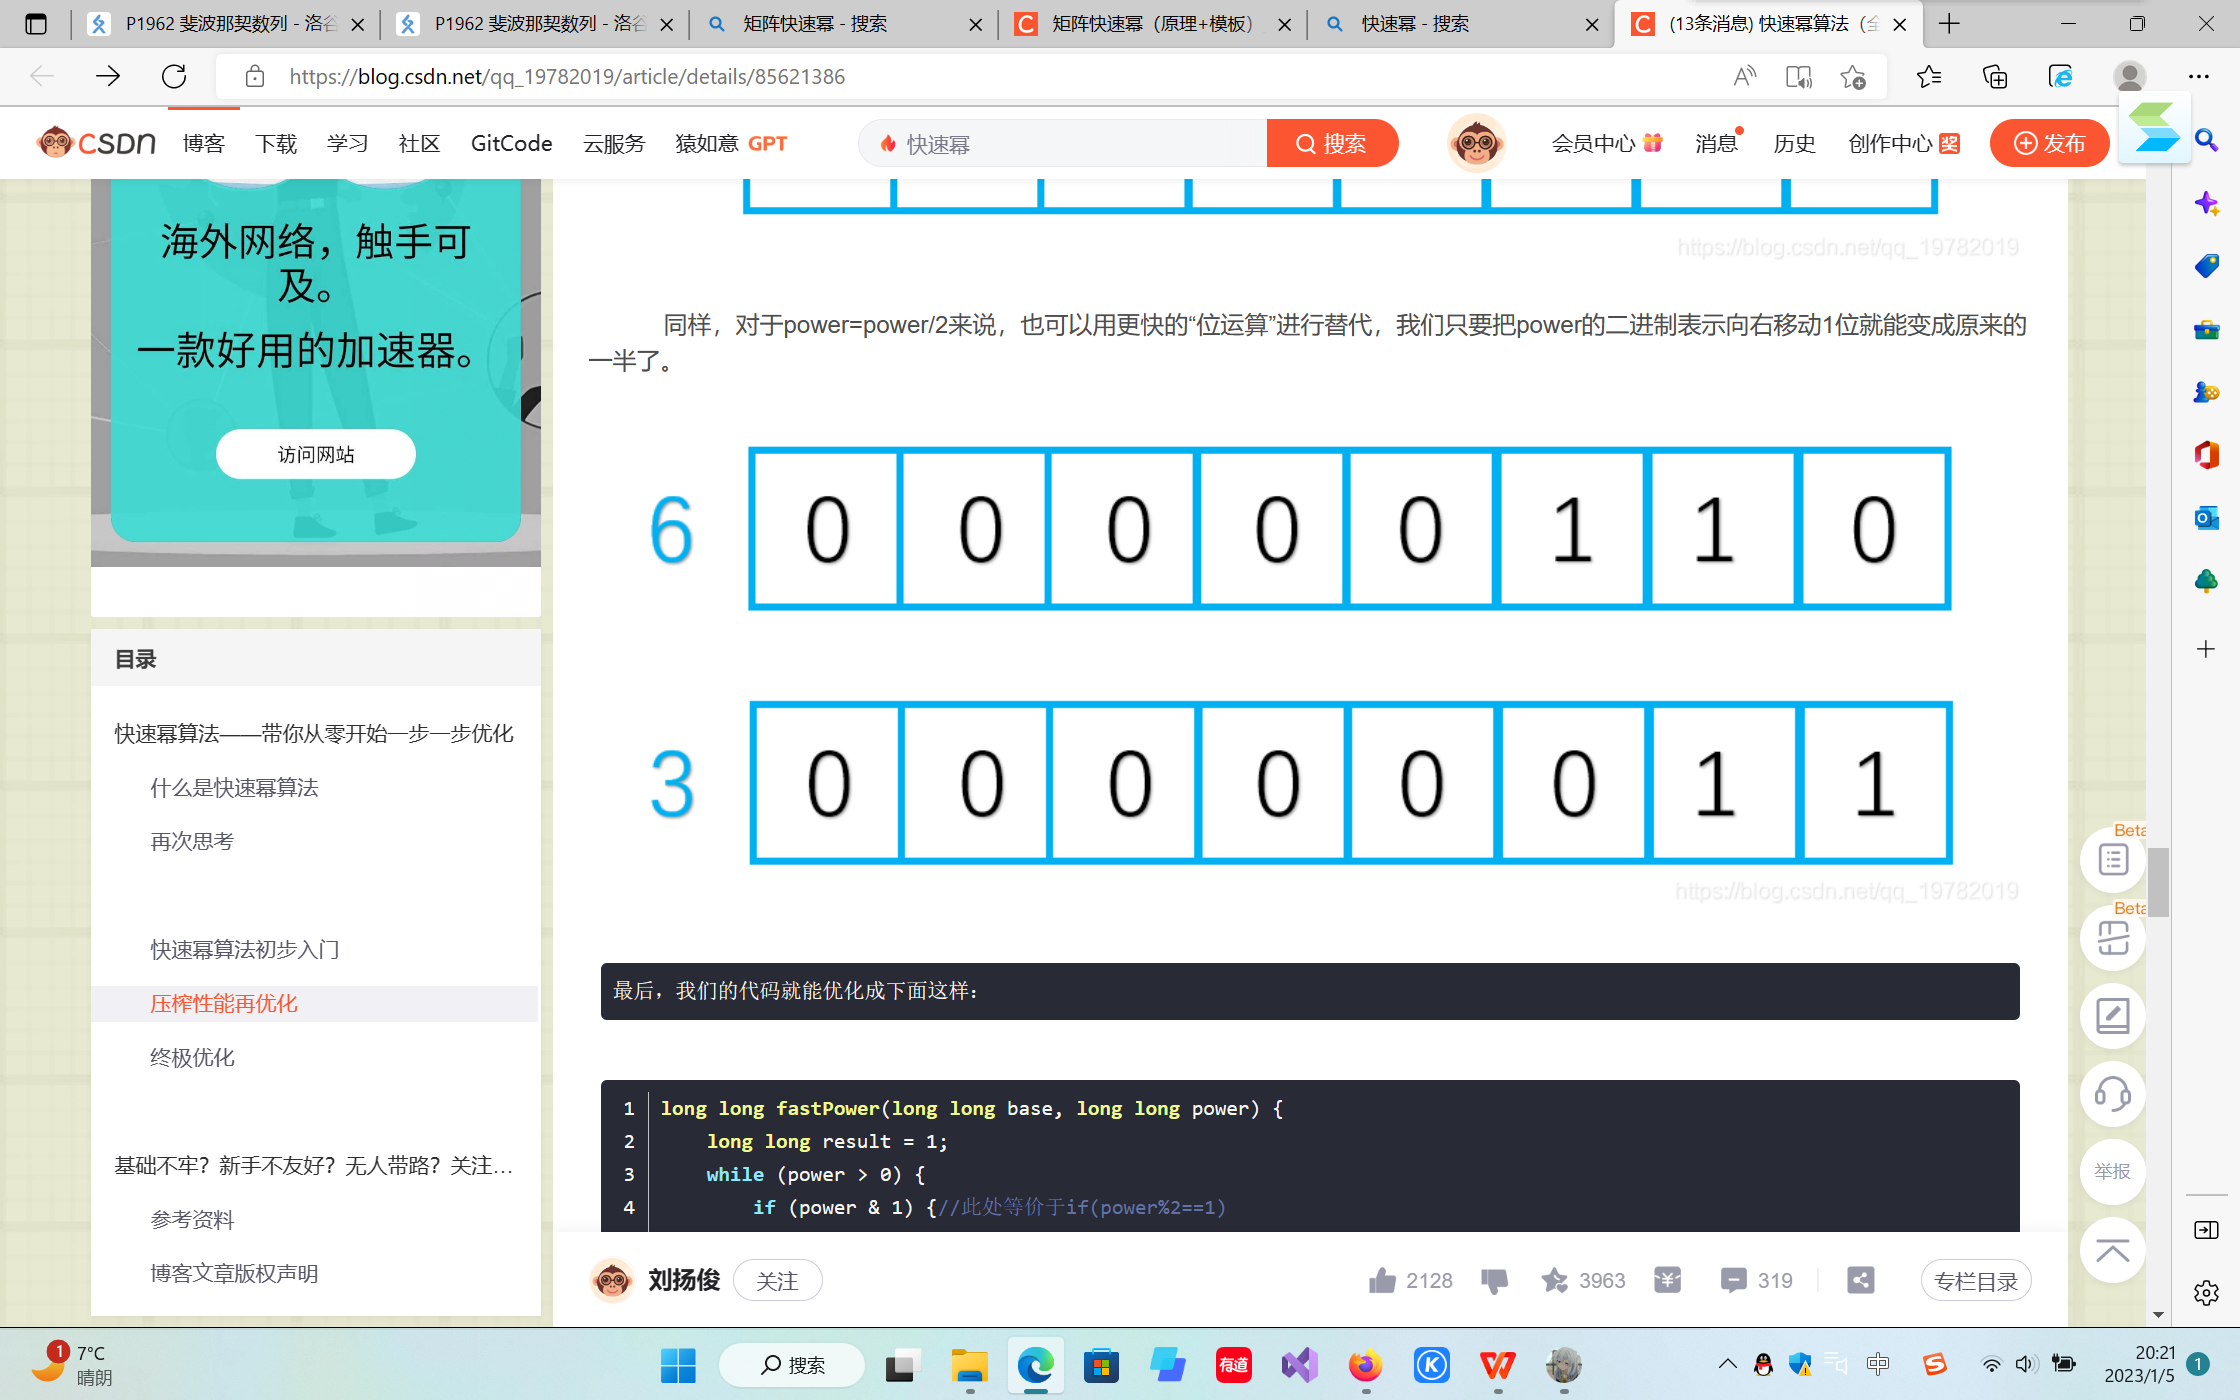 P1962 斐波那契数列 - 洛谷
P1962 斐波那契数列 - 洛谷
矩阵快速幂 - 搜索
矩阵快速幂（原理+模板）
快速幂 - 搜索
(13条消息) 快速幂算法（全
https://blog.csdn.net/qq_19782019/article/details/85621386
CSDN 博客 下载 学习 社区 GitCode 云服务 猿如意 GPT 快速幂 搜索 会员中心 消息 历史 创作中心 奖 发布
海外网络，触手可
及。
一款好用的加速器。
访问网站
https://blog.csdn.net/qq_19782019
同样，对于power=power/2来说，也可以用更快的“位运算”进行替代，我们只要把power的二进制表示向右移动1位就能变成原来的
一半了。
6 0 0 0 0 0 1 1 0
3 0 0 0 0 0 0 1 1
https://blog.csdn.net/qq_19782019
目录
快速幂算法——带你从零开始一步一步优化
什么是快速幂算法
再次思考
快速幂算法初步入门
压榨性能再优化
终极优化
基础不牢？新手不友好？无人带路？关注...
参考资料
博客文章版权声明
最后，我们的代码就能优化成下面这样：
1 long long fastPower(long long base, long long power) {
2 long long result = 1;
3 while (power > 0) {
4 if (power & 1) {//此处等价于if(power%2==1)
刘扬俊 关注 2128 3963 319 专栏目录
Beta
Beta
举报
1 7°C
晴朗
搜索
有道
中
20:21
2023/1/5
1